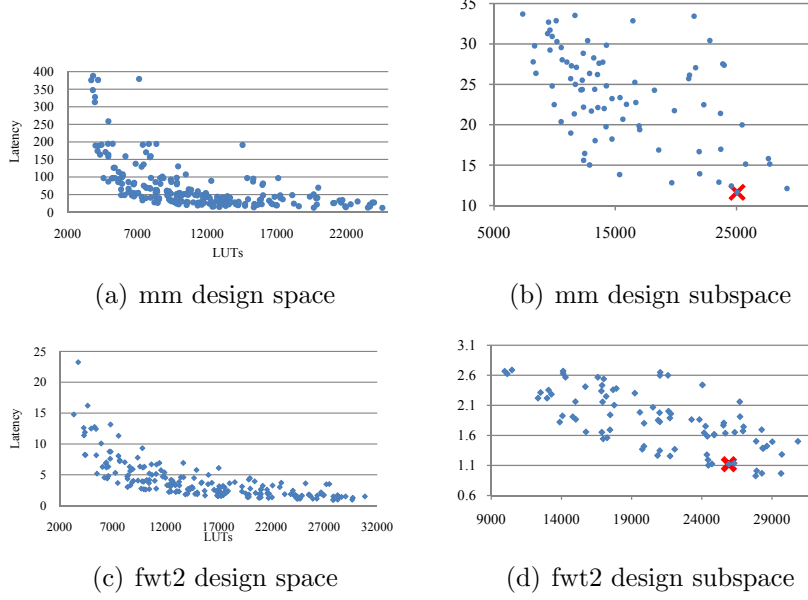 400
350
300
250
200
150
100
50
0
Latency
2000 7000 12000 17000 22000
LUTs
(a) mm design space
35
30
25
20
15
10
5000 15000 25000
(b) mm design subspace
25
20
15
10
5
0
Latency
2000 7000 12000 17000 22000 27000 32000
LUTs
(c) fwt2 design space
3.1
2.6
2.1
1.6
1.1
0.6
9000 14000 19000 24000 29000
(d) fwt2 design subspace